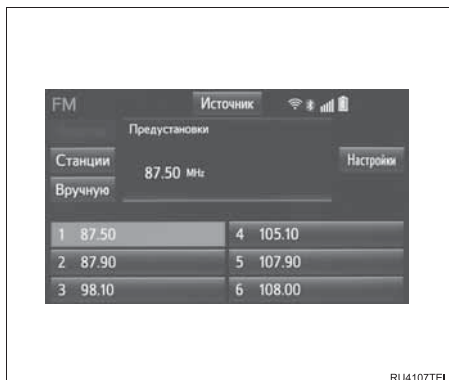 FM
Источник
Предустановки
Станции
87.50 MHz
Настройки
Вручную
1 87.50
4 105.10
2 87.90
5 107.90
3 98.10
6 108.00
RU4107TEI